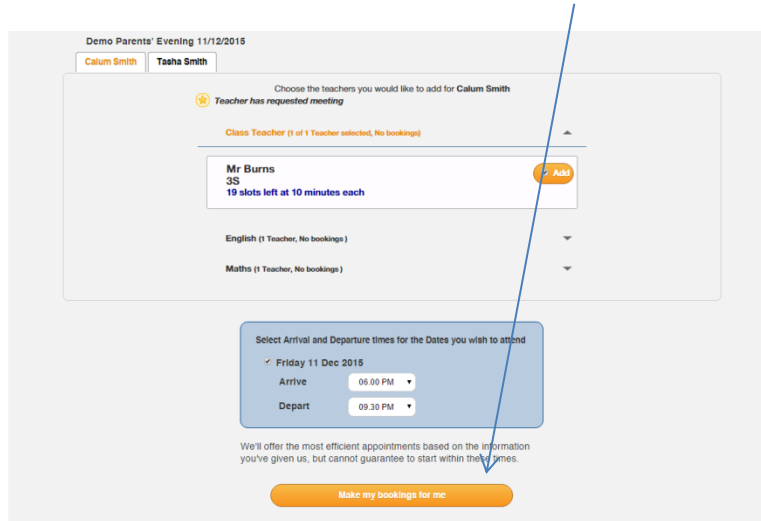 Demo Parents' Evening 11/12/2015
Calum Smith Tasha Smith
Choose the teachers you would like to add for Calum Smith
Teacher has requested meeting
Class Teacher (1 of 1 Teacher selected, No bookings)
Mr Burns
3S
19 slots left at 10 minutes each
Add
English (1 Teacher, No bookings )
Maths (1 Teacher, No bookings )
Select Arrival and Departure times for the Dates you wish to attend
Friday 11 Dec 2015
Arrive 06.00 PM
Depart 09.30 PM
We'll offer the most efficient appointments based on the information
you've given us, but cannot guarantee to start within these times.
Make my bookings for me